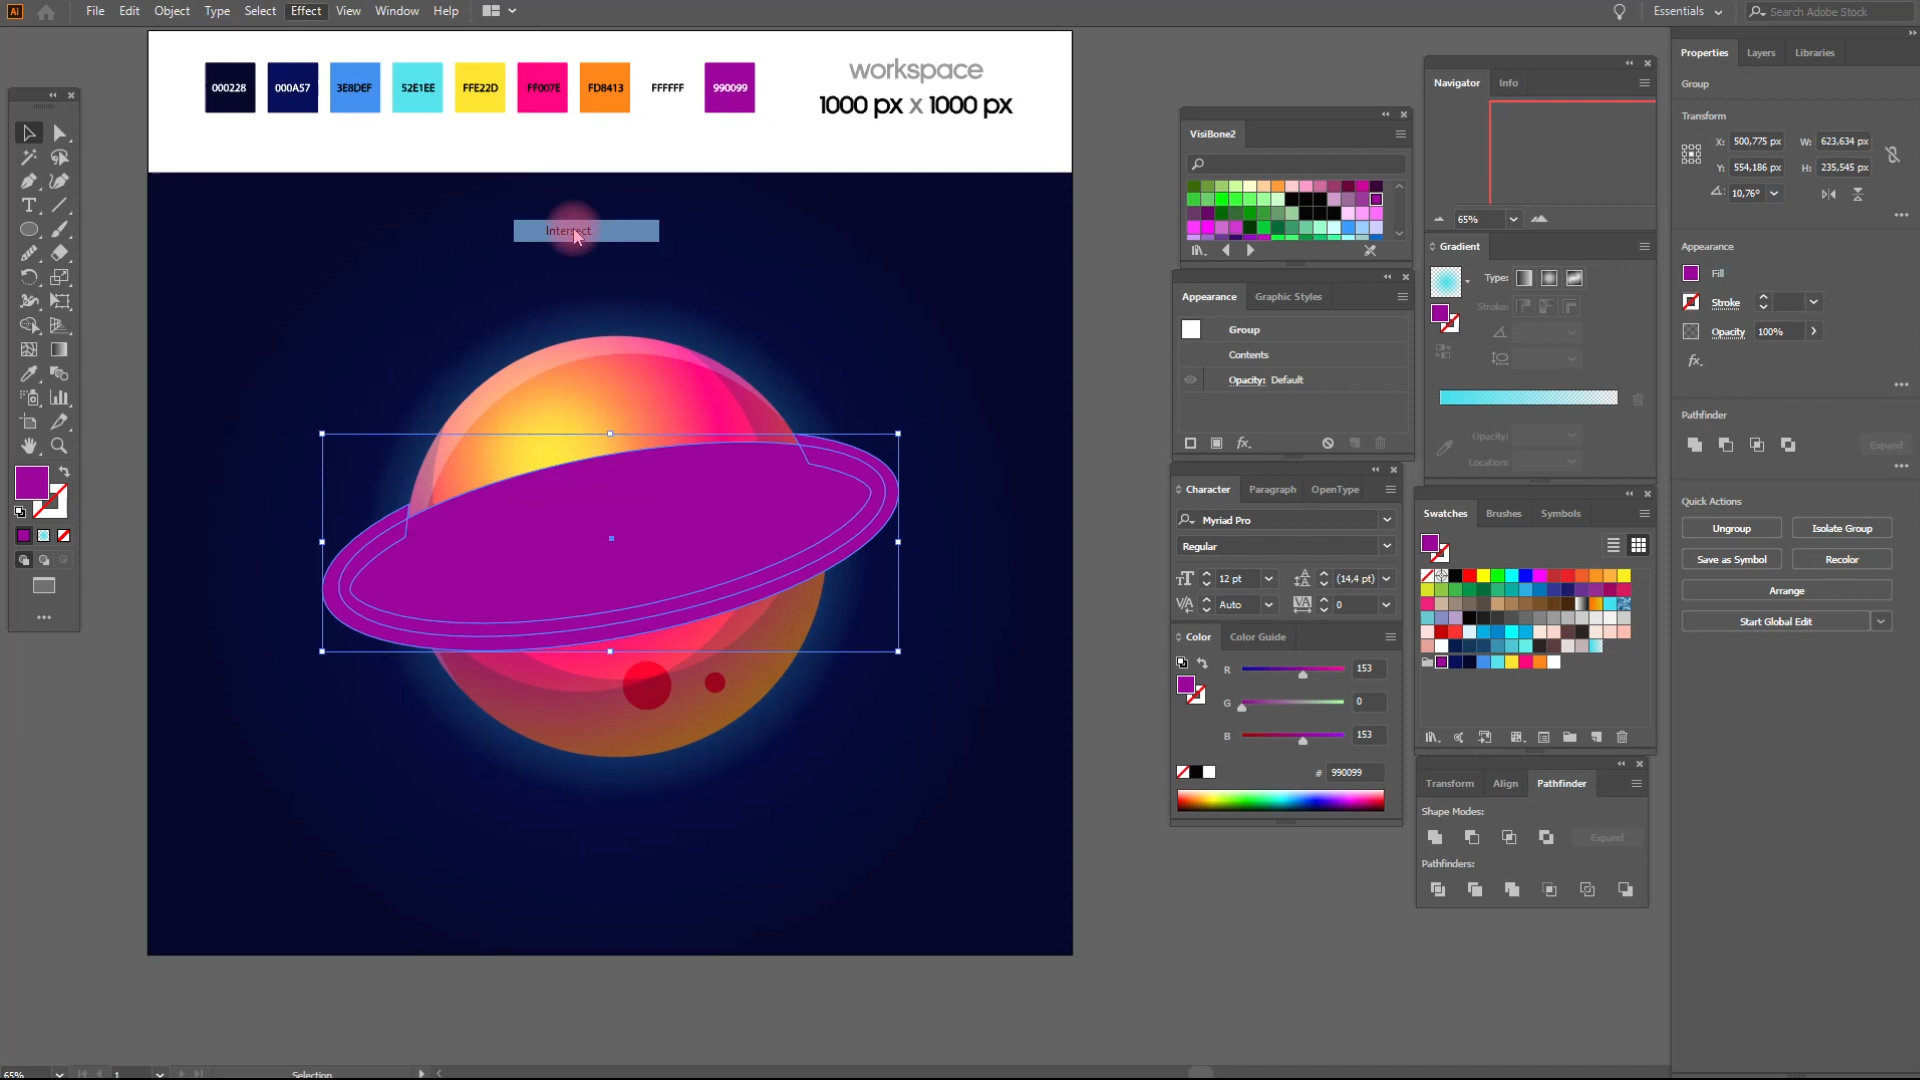 Ai File Edit Object Type Select Effect View Window Help
Essentials
Search Adobe Stock
000228 000A57 3E8DEF 52E1EE FFE22D FF007E FD8413 FFFFFF 990099
workspace
1000 px x 1000 px
Intersect
VisiBone2
Appearance Graphic Styles
Group
Contents
Opacity: Default
fx
Character Paragraph OpenType
Myriad Pro
Regular
12 pt (14,4 pt)
Auto 0
Color Color Guide
R 153
G 0
B 153
# 990099
Navigator Info
65%
Gradient
Type:
Stroke:
Opacity:
Location:
Swatches Brushes Symbols
Transform Align Pathfinder
Shape Modes:
Expand
Pathfinders:
Properties Layers Libraries
Group
Transform
X: 500,775 px W: 623,634 px
Y: 554,186 px H: 235,545 px
10,76°
Appearance
Fill
Stroke
Opacity 100%
fx.
Pathfinder
Expand
Quick Actions
Ungroup Isolate Group
Save as Symbol Recolor
Arrange
Start Global Edit
65% 1 Selection